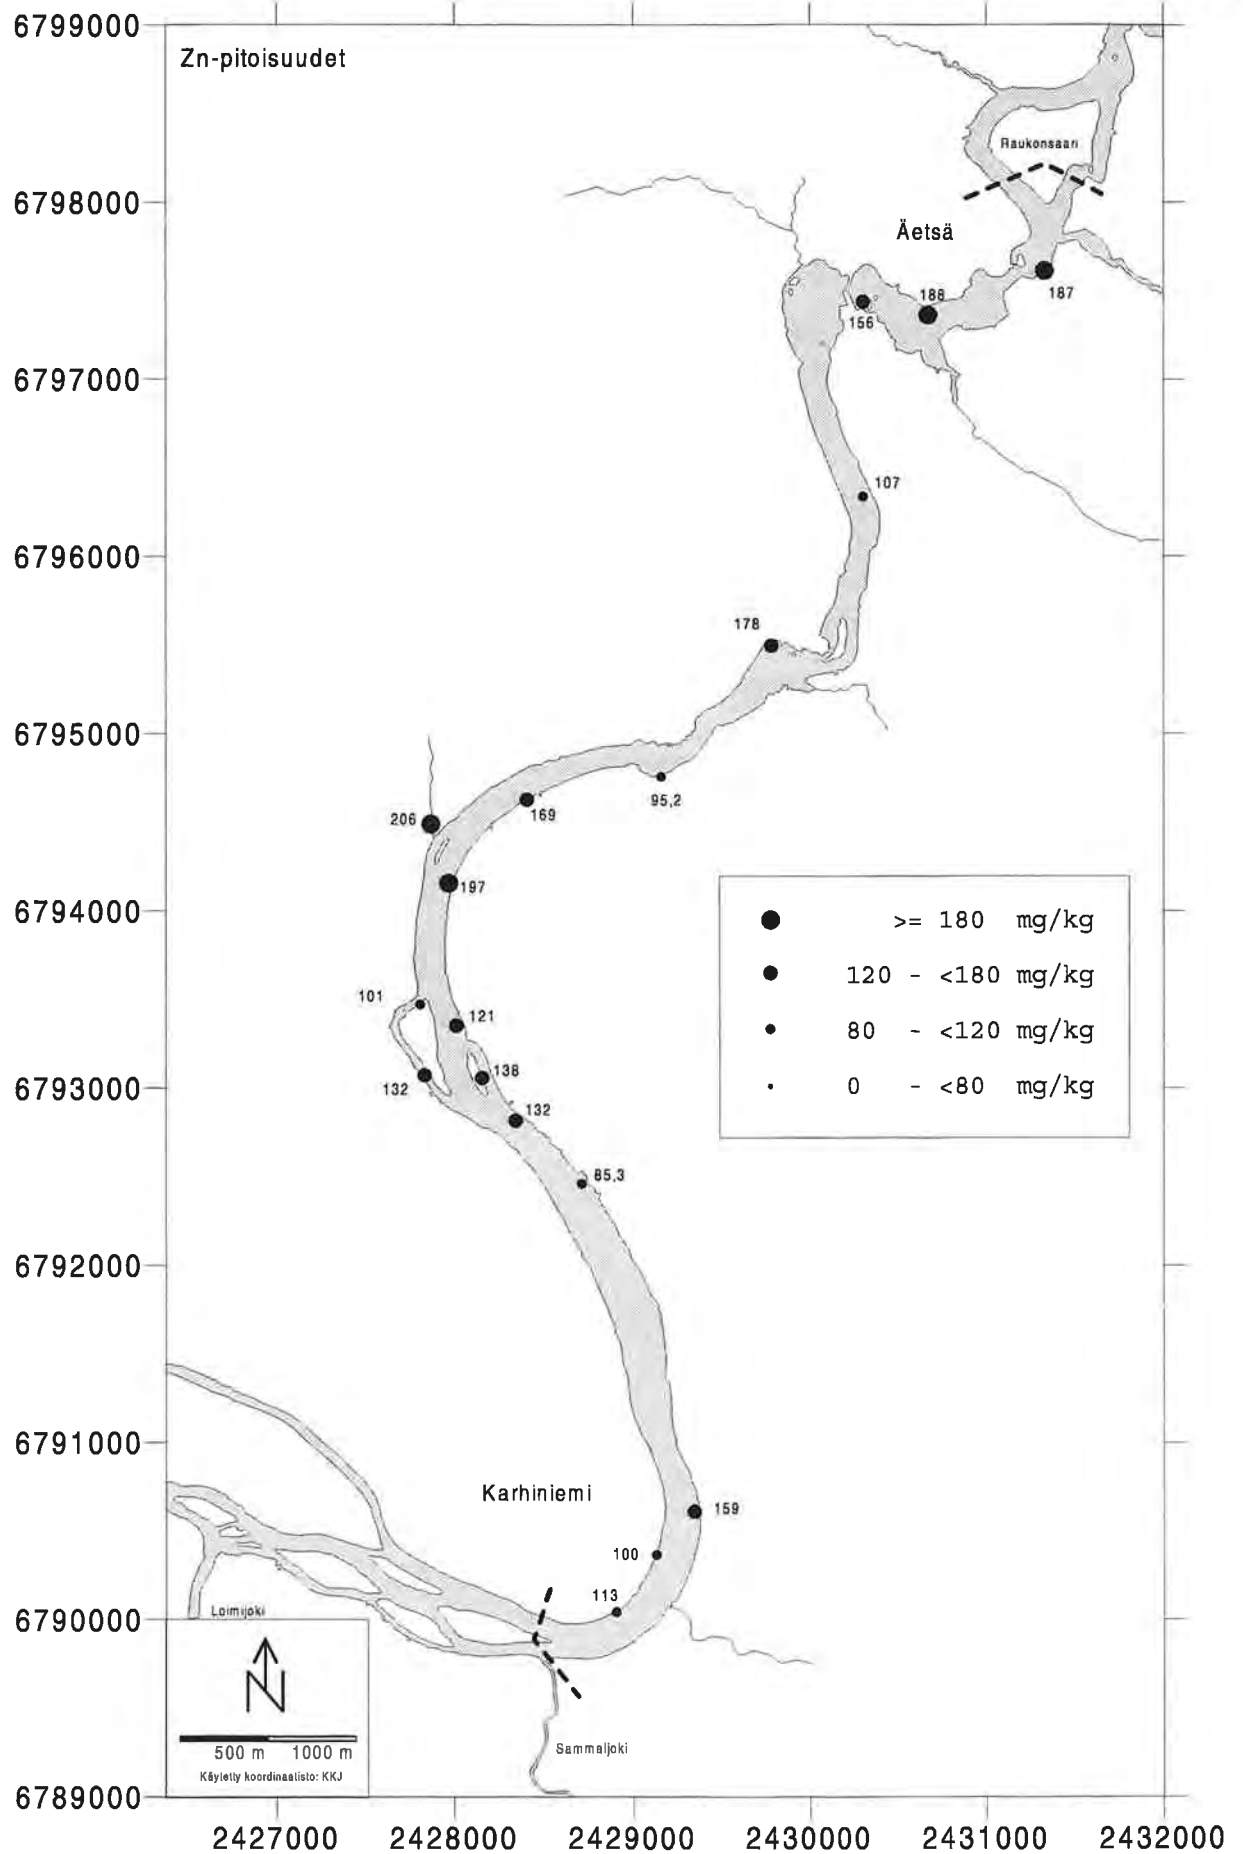 6799000
Zn-pitoisuudet
Raukonsaari
6798000
Äetsä
187
188
156
6797000
107
6796000
178
6795000
95,2
169
206
197
6794000
>= 180 mg/kg
120 - <180 mg/kg
80 - <120 mg/kg
0 - <80 mg/kg
101
121
138
132
6793000
132
85,3
6792000
6791000
Karhiniemi
159
100
113
6790000
Loimijoki
N
500 m 1000 m
Käytetty koordinaatisto: KKJ
Sammaljoki
6789000
2427000 2428000 2429000 2430000 2431000 2432000